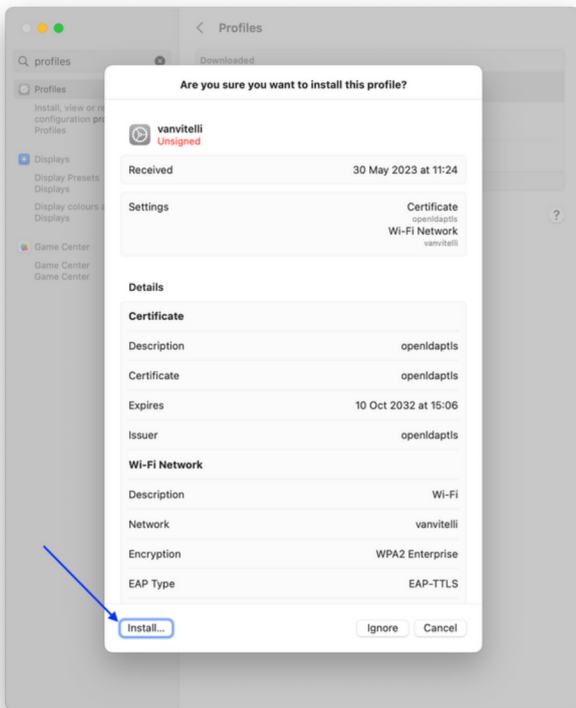 Profiles
profiles
Downloaded
Profiles
Install, view or re
configuration pro
Profiles
Displays
Display Presets
Displays
Display colours a
Displays
Game Center
Game Center
Game Center
?
Are you sure you want to install this profile?
vanvitelli
Unsigned
Received 30 May 2023 at 11:24
Settings Certificate
openldaptls
Wi-Fi Network
vanvitelli
Details
Certificate
Description openldaptls
Certificate openldaptls
Expires 10 Oct 2032 at 15:06
Issuer openldaptls
Wi-Fi Network
Description Wi-Fi
Network vanvitelli
Encryption WPA2 Enterprise
EAP Type EAP-TTLS
Install... Ignore Cancel